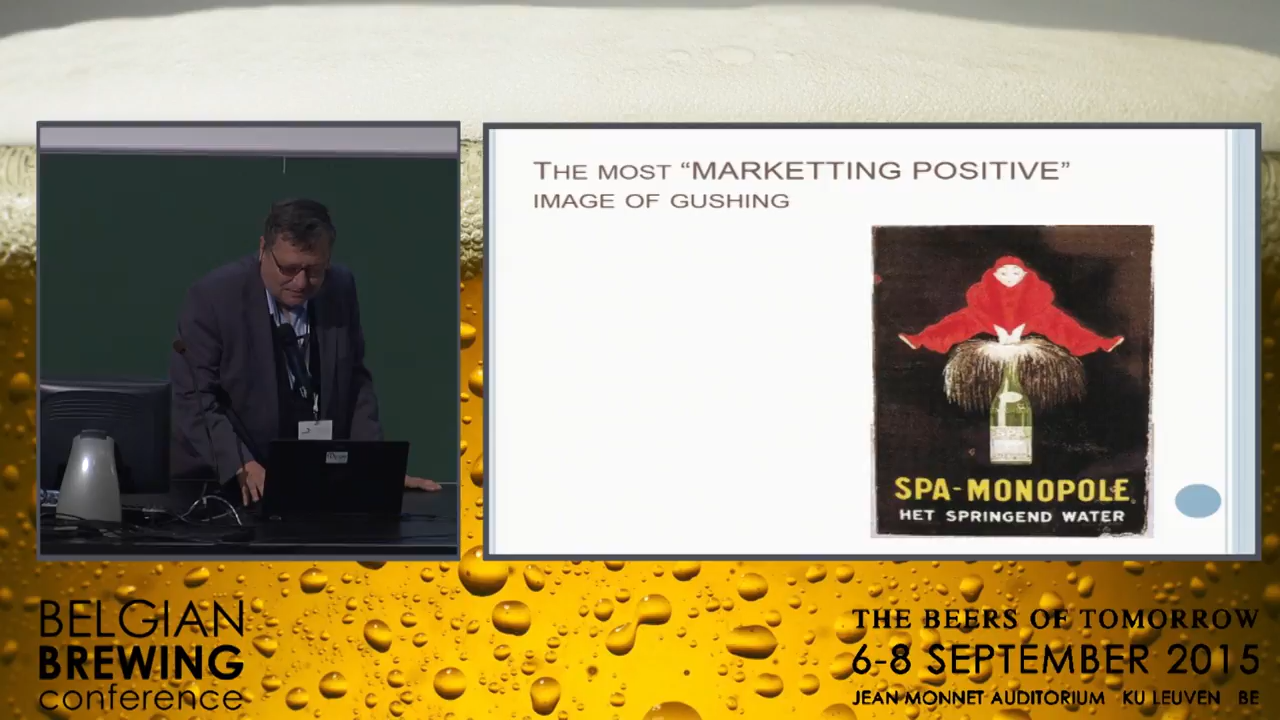 THE MOST “MARKETTING POSITIVE”
IMAGE OF GUSHING
SPA
SPA-MONOPOLE
HET SPRINGEND WATER
BELGIAN
BREWING
conference
THE BEERS OF TOMORROW
6-8 SEPTEMBER 2015
JEAN MONNET AUDITORIUM KU LEUVEN BE